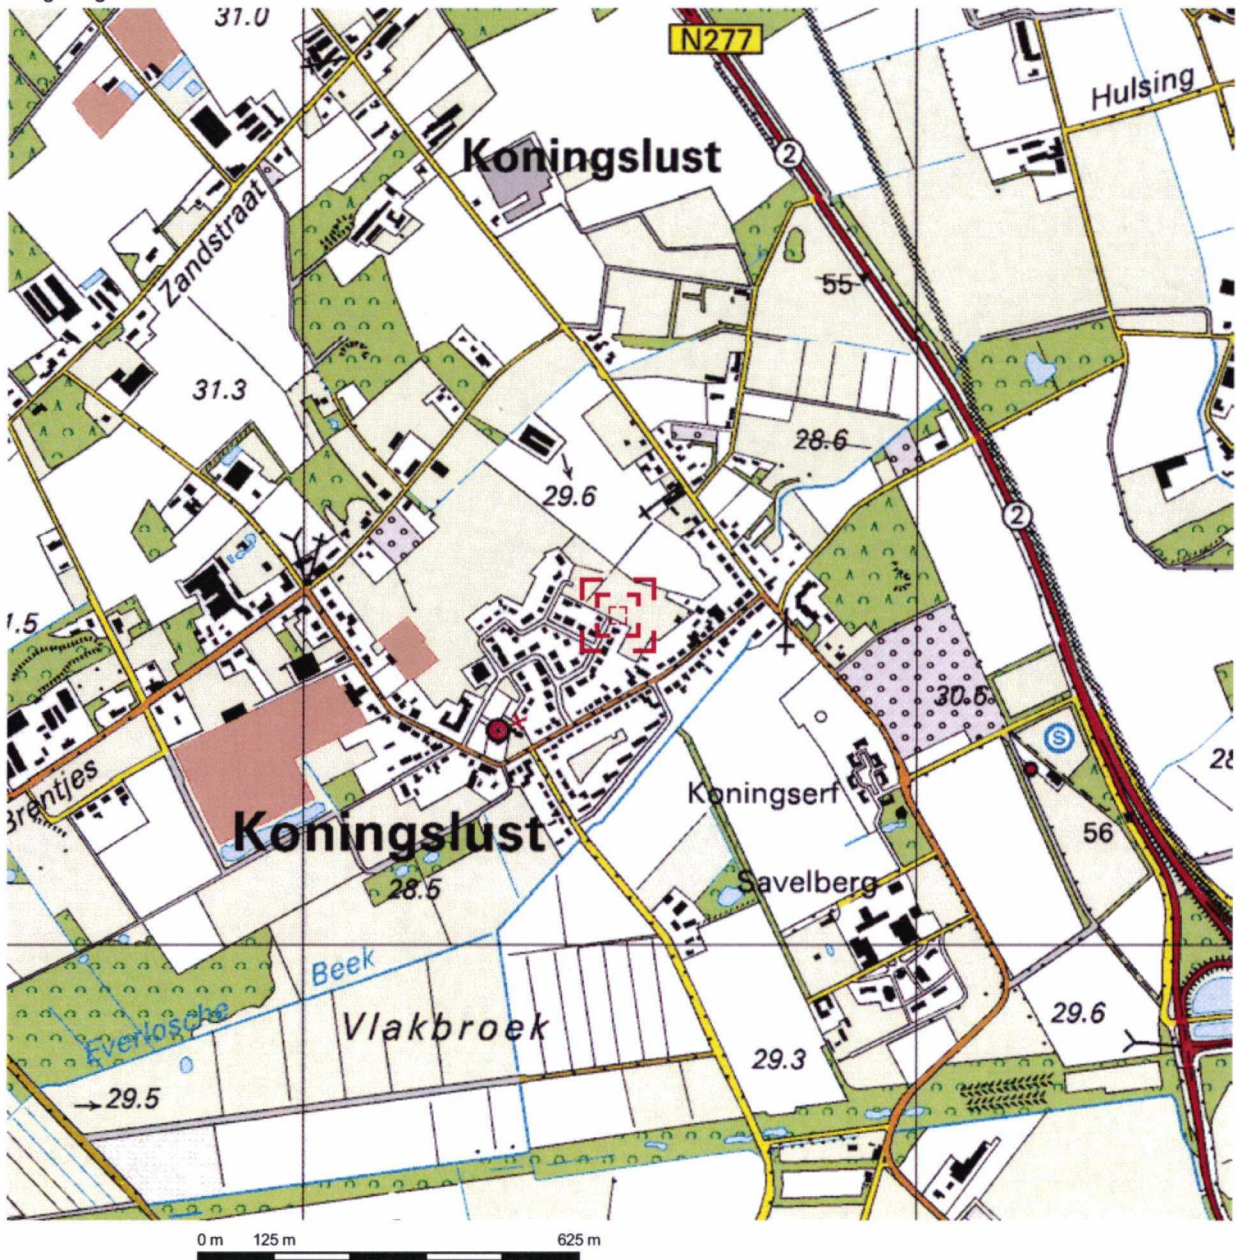 31.0
N277
Hulsing
Koningslust
2
Zandstraat
55
31.3
28.6
29.6
2
1.5
30.5
S
28
Brentjes
Koningserf
Koningslust
56
28.5
Savelberg
Beek
Everlosche
Vlakbroek
29.6
29.3
29.5
0 m 125 m 625 m